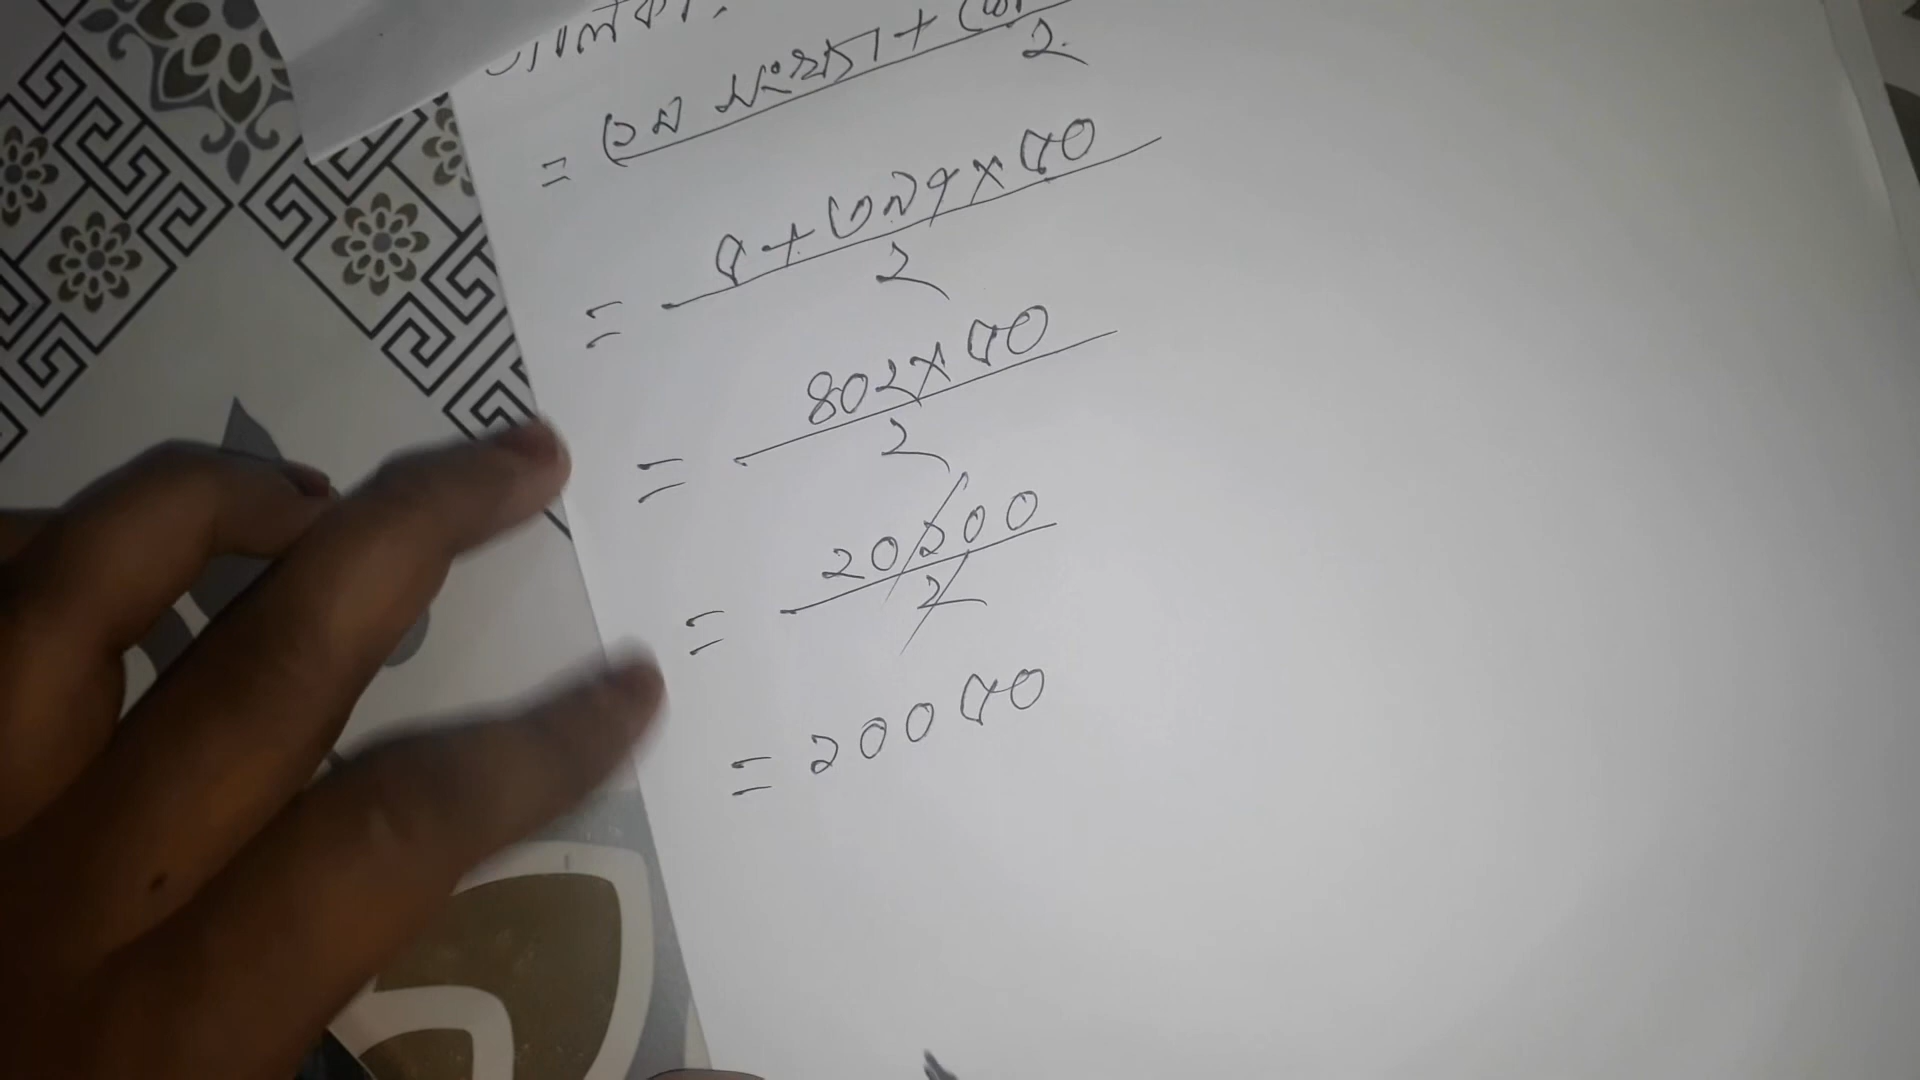 = ১ম সংখ্যা +
২
= ৫ + ৩৯৭ × ৫০
২
= ৪০২ × ৫০
২
= ২০১০০
২
= ১০০৫০